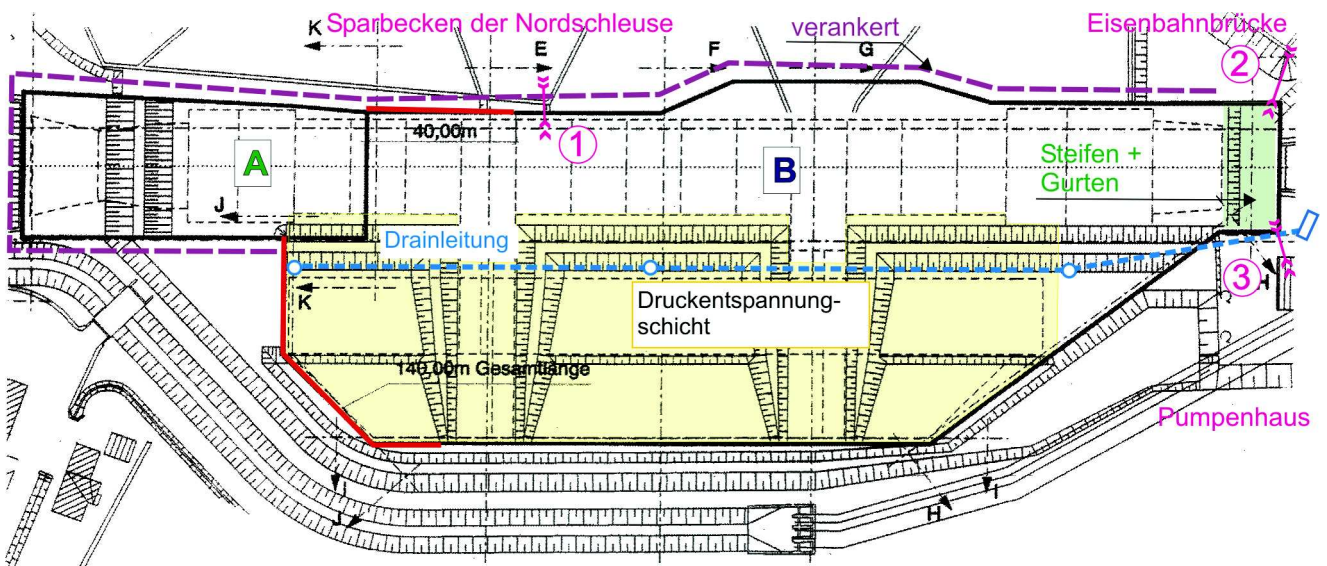 Sparbecken der Nordschleuse
verankert
Eisenbahnbrücke
K
E
F
G
2
40,00m
1
A
B
Steifen +
Gurten
J
Drainleitung
3
H
K
Druckentspannung-
schicht
140,00m Gesamtlänge
Pumpenhaus
I
I
J
H